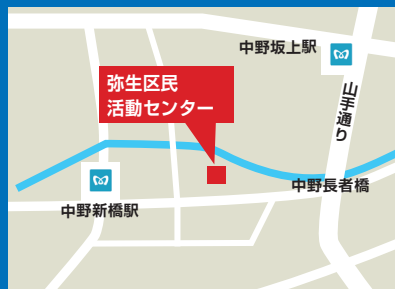 中野坂上駅
弥生区民
活動センター
山手通り
中野長者橋
中野新橋駅